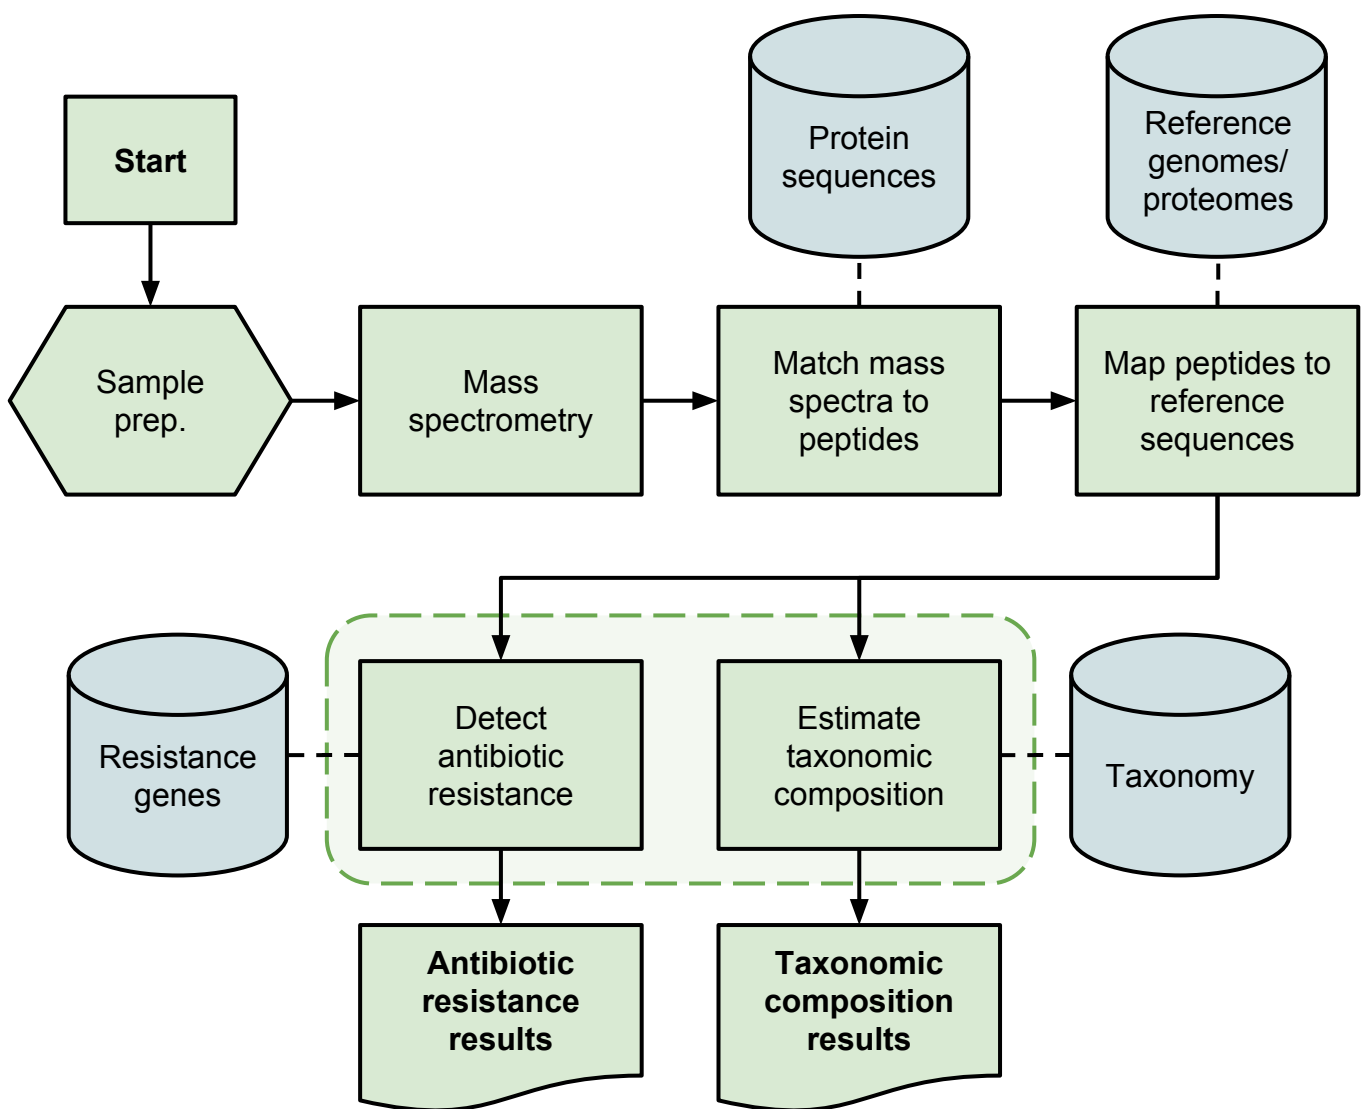 Start
Protein
sequences
Reference
genomes/
proteomes
Sample
prep.
Mass
spectrometry
Match mass
spectra to
peptides
Map peptides to
reference
sequences
Resistance
genes
Detect
antibiotic
resistance
Estimate
taxonomic
composition
Taxonomy
Antibiotic
resistance
results
Taxonomic
composition
results